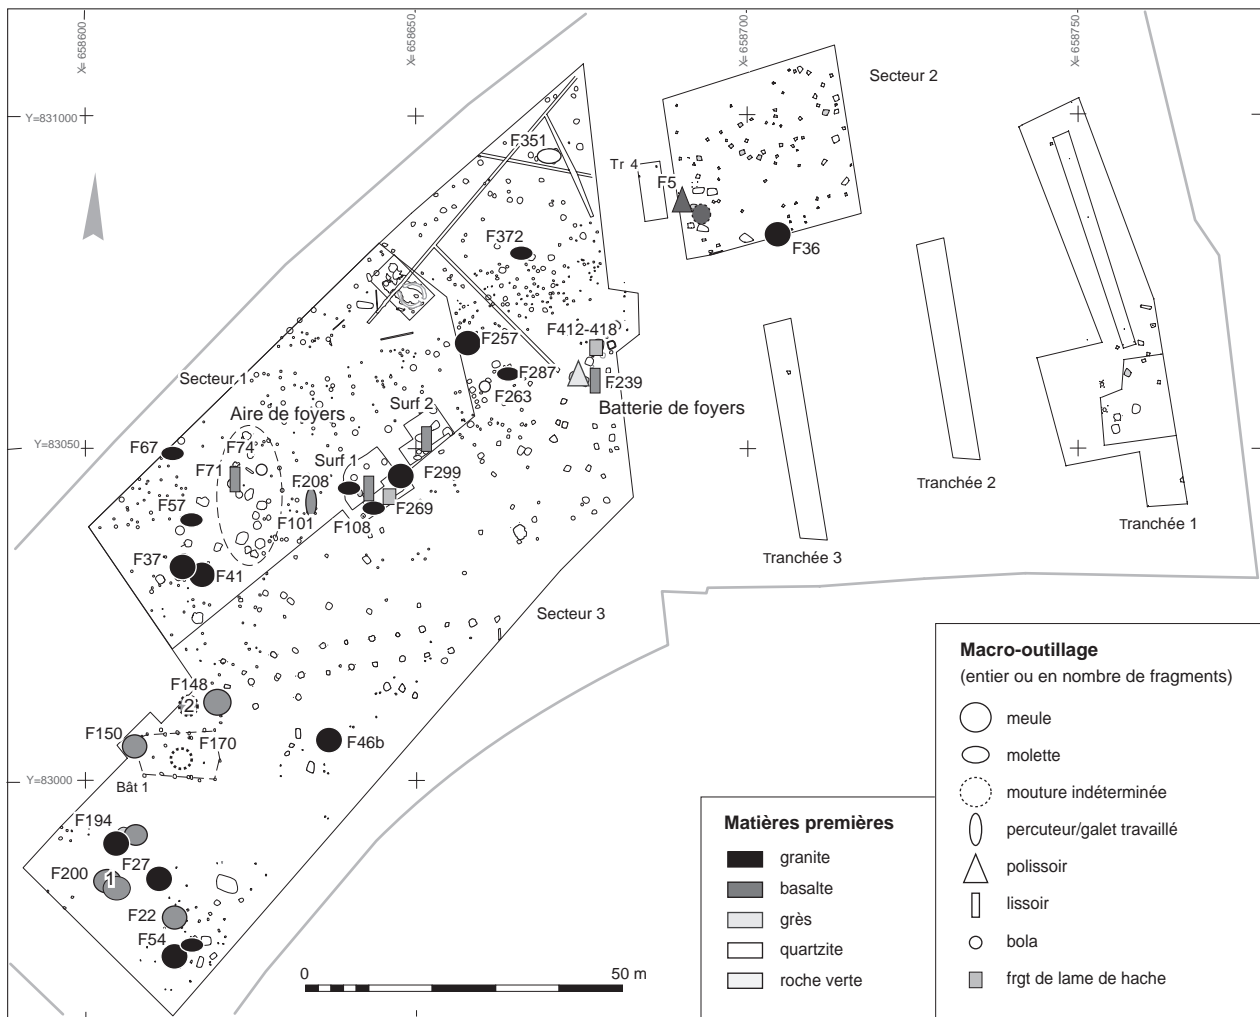 X= 658600
X= 658650
X= 658700
X= 658750
Y=831000
Secteur 2
F351
Tr 4
F5
F372
F36
F257
F412-418
Secteur 1
F287
F239
F263
Surf 2
Aire de foyers
Batterie de foyers
Y=83050
F67
F74
Surf 1
F71
F208
F299
F57
F101
F108
F269
Tranchée 2
Tranchée 1
F37
F41
Tranchée 3
Secteur 3
F148
2
F150
F170
F46b
Y=83000
Bât 1
F194
F200
1
F27
F22
F54
0
50 m
Matières premières
granite
basalte
grès
quartzite
roche verte
Macro-outillage
(entier ou en nombre de fragments)
meule
molette
mouture indéterminée
percuteur/galet travaillé
polissoir
lissoir
bola
frgt de lame de hache